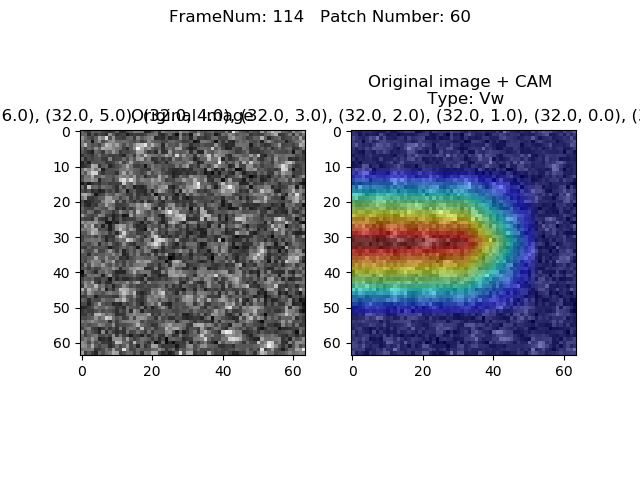 FrameNum: 114   Patch Number: 60
Original image + CAM
Type: Vw
6.0), (32.0, 5.0), (32.0, 4.0), (32.0, 3.0), (32.0, 2.0), (32.0, 1.0), (32.0, 0.0), (3
Original image
0
10
20
30
40
50
60
0 20 40 60
0
10
20
30
40
50
60
0 20 40 60